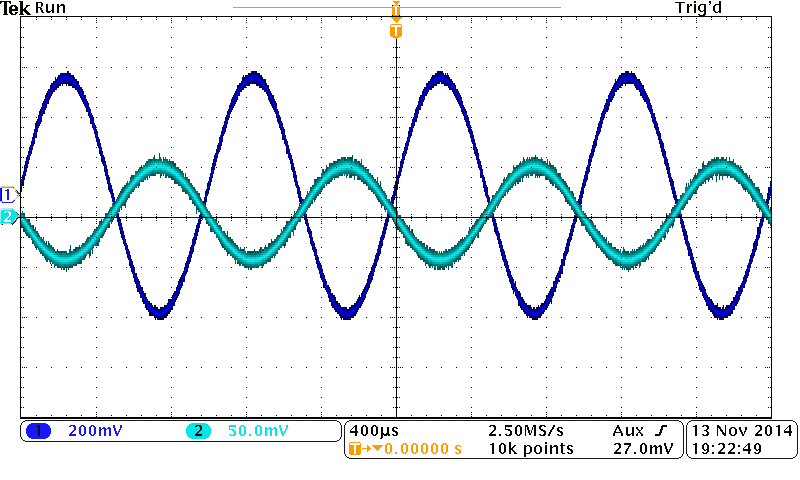 Tek Run Trig'd
T
T
1
2
1 200mV 2 50.0mV
400µs 2.50MS/s Aux
T→▼0.00000 s 10k points 27.0mV
13 Nov 2014
19:22:49